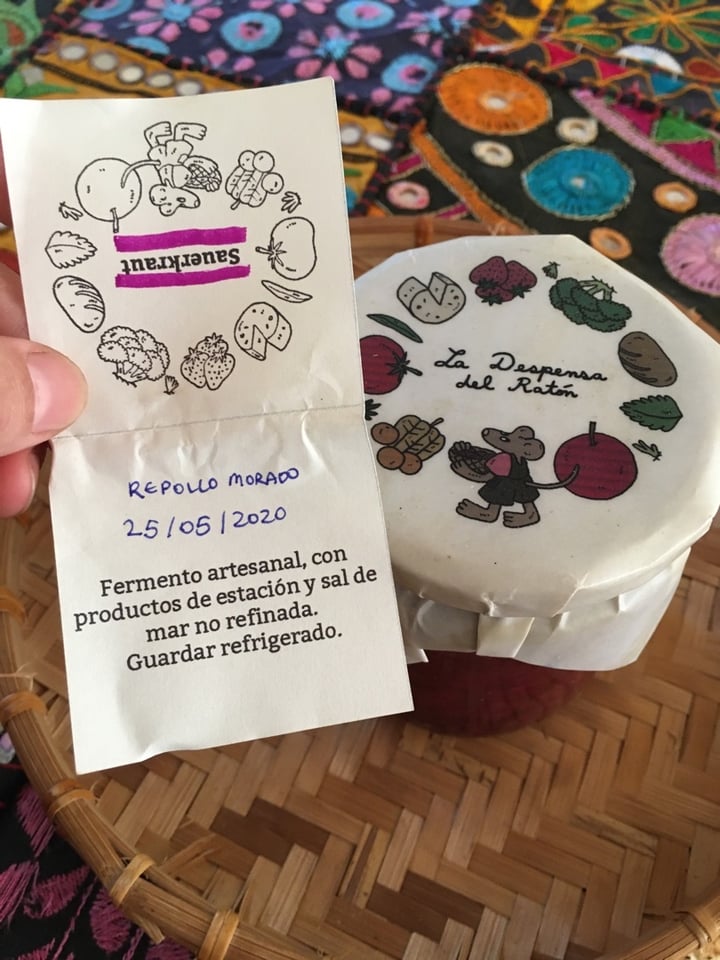 Sauerkraut
REPOLLO MORADO
25/05/2020
Fermento artesanal, con
productos de estación y sal de
mar no refinada.
Guardar refrigerado.
La Despensa
del Ratón